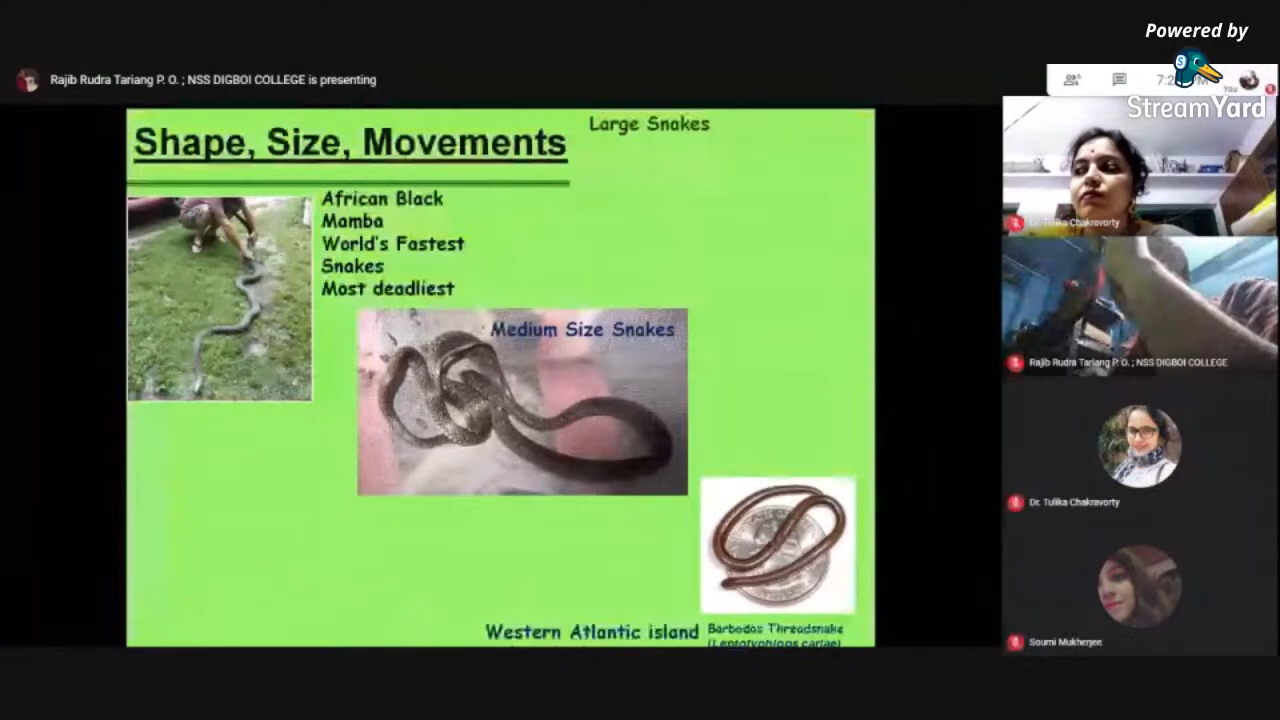 Powered by
StreamYard
Rajib Rudra Tariang P. O. ; NSS DIGBOI COLLEGE is presenting
You
Shape, Size, Movements
Large Snakes
African Black
Mamba
World's Fastest
Snakes
Most deadliest
Medium Size Snakes
Western Atlantic island
Barbados Threadsnake
(Leptotyphlops carlae)
Dr. Tulika Chakravorty
Rajib Rudra Tariang P. O. ; NSS DIGBOI COLLEGE
Dr. Tulika Chakravorty
Soumi Mukherjee